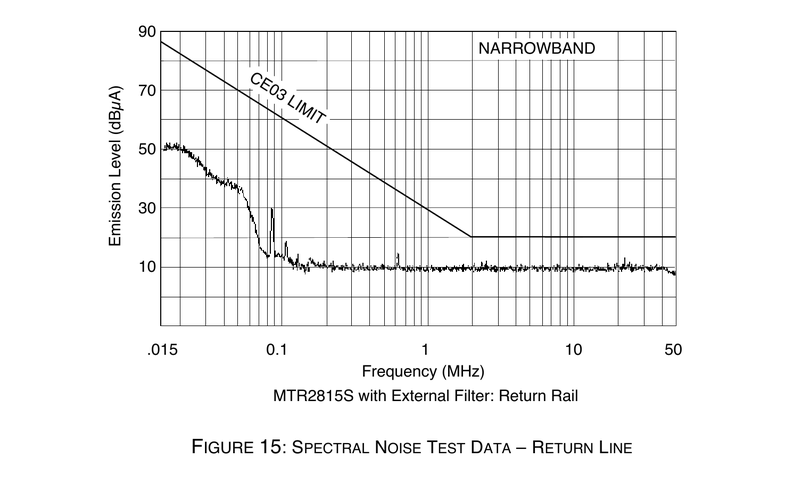 90
NARROWBAND
70
CE03 LIMIT
50
30
10
Emission Level (dBµA)
.015 0.1 1 10 50
Frequency (MHz)
MTR2815S with External Filter: Return Rail
FIGURE 15: SPECTRAL NOISE TEST DATA – RETURN LINE